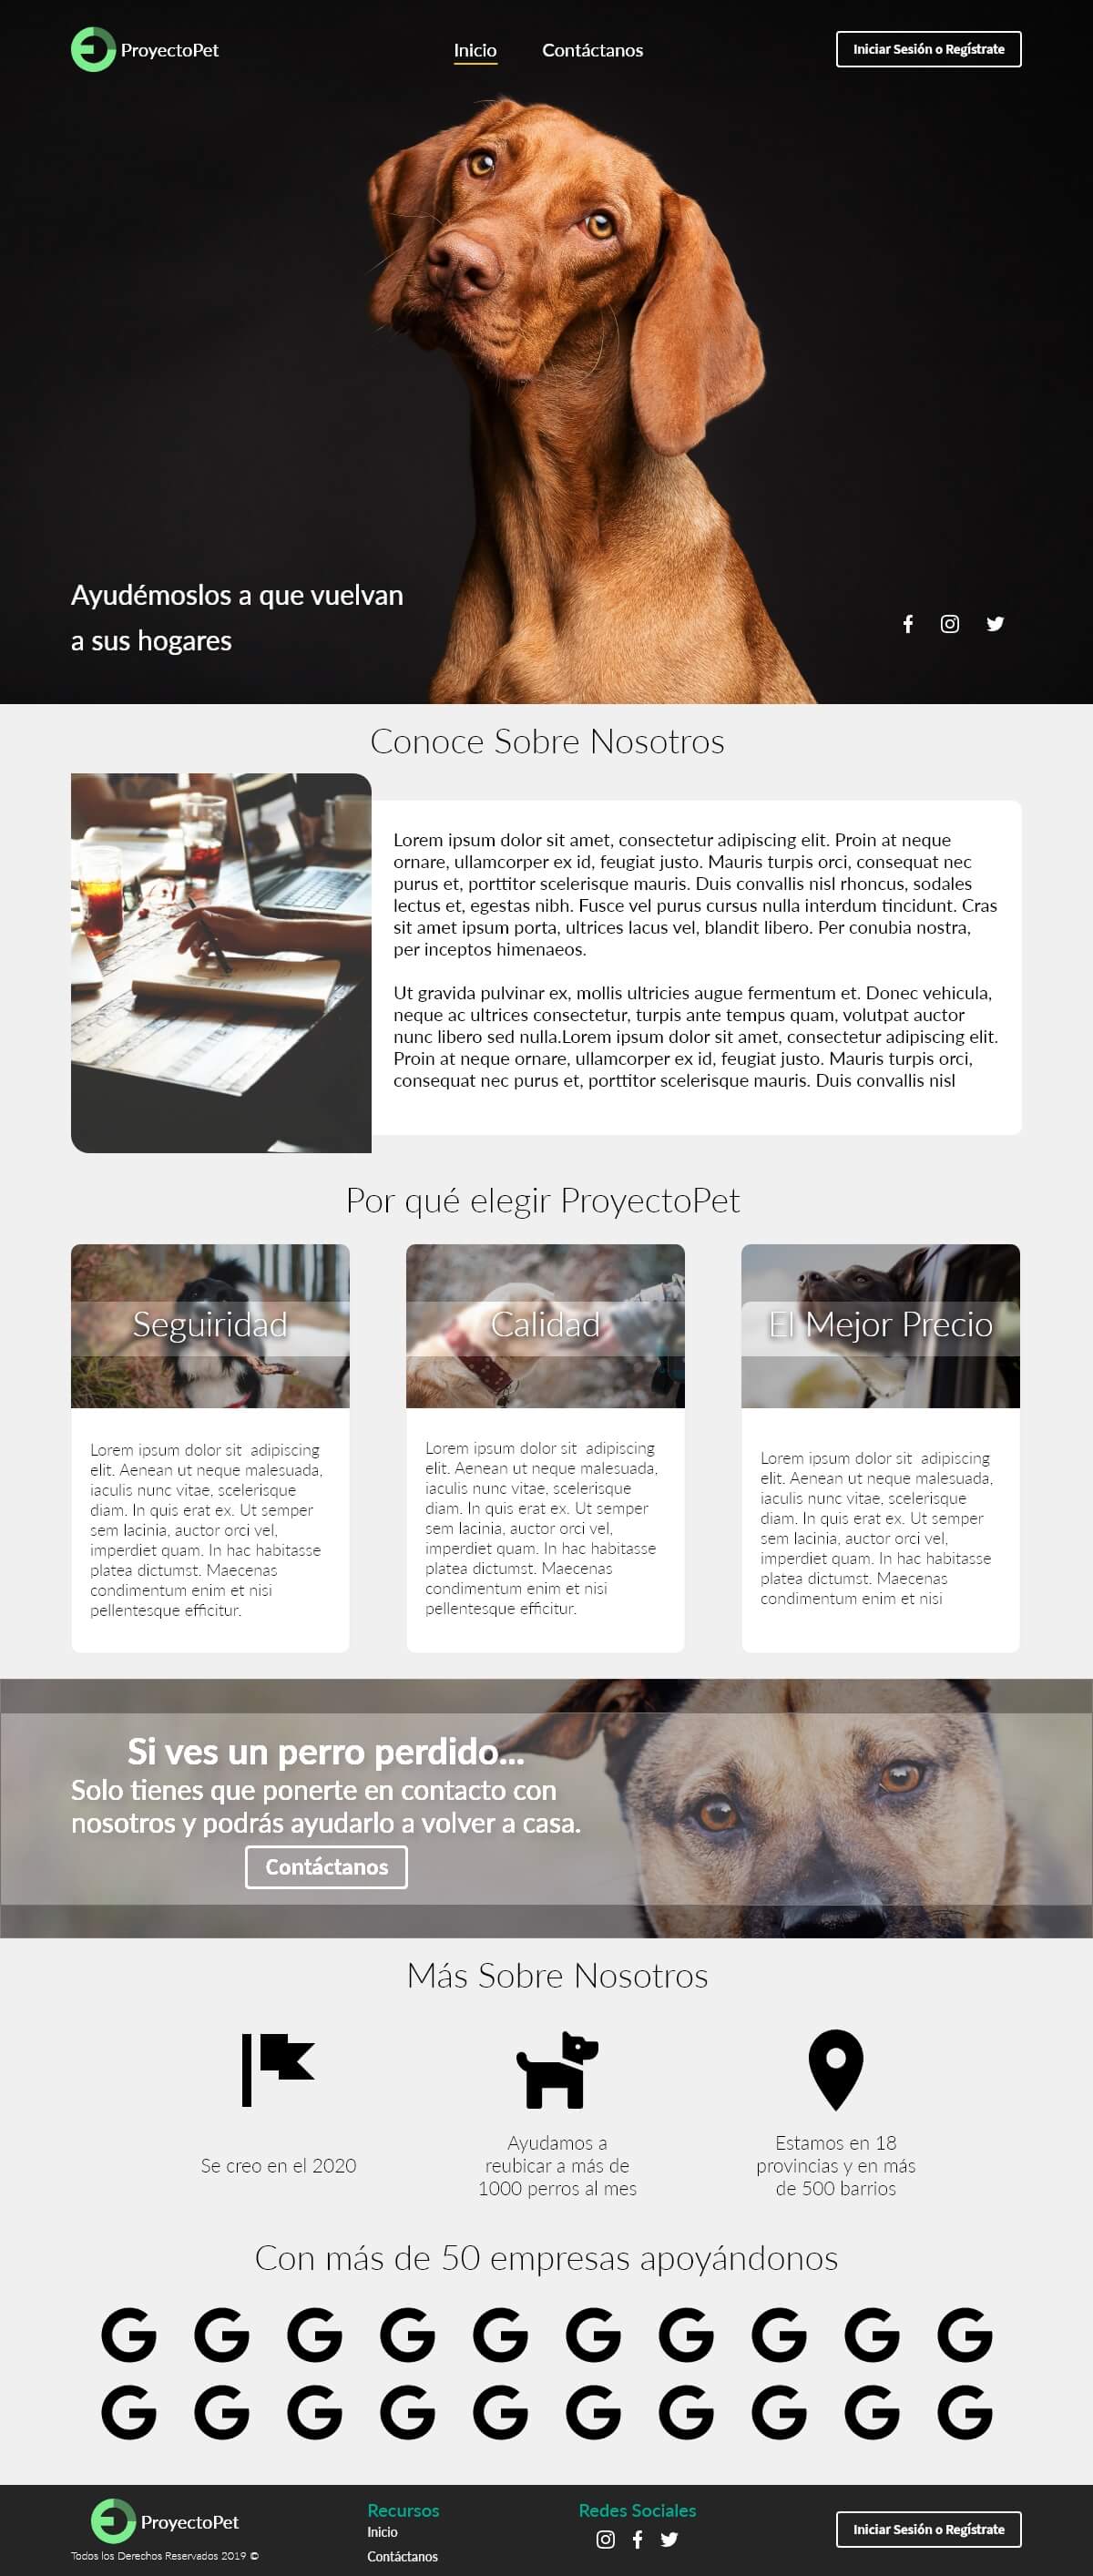 ProyectoPet
Inicio
Contáctanos
Iniciar Sesión o Regístrate
Ayudémoslos a que vuelvan
a sus hogares
Conoce Sobre Nosotros
Lorem ipsum dolor sit amet, consectetur adipiscing elit. Proin at neque
ornare, ullamcorper ex id, feugiat justo. Mauris turpis orci, consequat nec
purus et, porttitor scelerisque mauris. Duis convallis nisl rhoncus, sodales
lectus et, egestas nibh. Fusce vel purus cursus nulla interdum tincidunt. Cras
sit amet ipsum porta, ultrices lacus vel, blandit libero. Per conubia nostra,
per inceptos himenaeos.
Ut gravida pulvinar ex, mollis ultricies augue fermentum et. Donec vehicula,
neque ac ultrices consectetur, turpis ante tempus quam, volutpat auctor
nunc libero sed nulla.Lorem ipsum dolor sit amet, consectetur adipiscing elit.
Proin at neque ornare, ullamcorper ex id, feugiat justo. Mauris turpis orci,
consequat nec purus et, porttitor scelerisque mauris. Duis convallis nisl
Por qué elegir ProyectoPet
Seguiridad
Lorem ipsum dolor sit  adipiscing
elit. Aenean ut neque malesuada,
iaculis nunc vitae, scelerisque
diam. In quis erat ex. Ut semper
sem lacinia, auctor orci vel,
imperdiet quam. In hac habitasse
platea dictumst. Maecenas
condimentum enim et nisi
pellentesque efficitur.
Calidad
Lorem ipsum dolor sit  adipiscing
elit. Aenean ut neque malesuada,
iaculis nunc vitae, scelerisque
diam. In quis erat ex. Ut semper
sem lacinia, auctor orci vel,
imperdiet quam. In hac habitasse
platea dictumst. Maecenas
condimentum enim et nisi
pellentesque efficitur.
El Mejor Precio
Lorem ipsum dolor sit  adipiscing
elit. Aenean ut neque malesuada,
iaculis nunc vitae, scelerisque
diam. In quis erat ex. Ut semper
sem lacinia, auctor orci vel,
imperdiet quam. In hac habitasse
platea dictumst. Maecenas
condimentum enim et nisi
Si ves un perro perdido...
Solo tienes que ponerte en contacto con
nosotros y podrás ayudarlo a volver a casa.
Contáctanos
Más Sobre Nosotros
Se creo en el 2020
Ayudamos a
reubicar a más de
1000 perros al mes
Estamos en 18
provincias y en más
de 500 barrios
Con más de 50 empresas apoyándonos
G G G G G G G G G G
G G G G G G G G G G
ProyectoPet
Todos los Derechos Reservados 2019 ©
Recursos
Inicio
Contáctanos
Redes Sociales
Iniciar Sesión o Regístrate